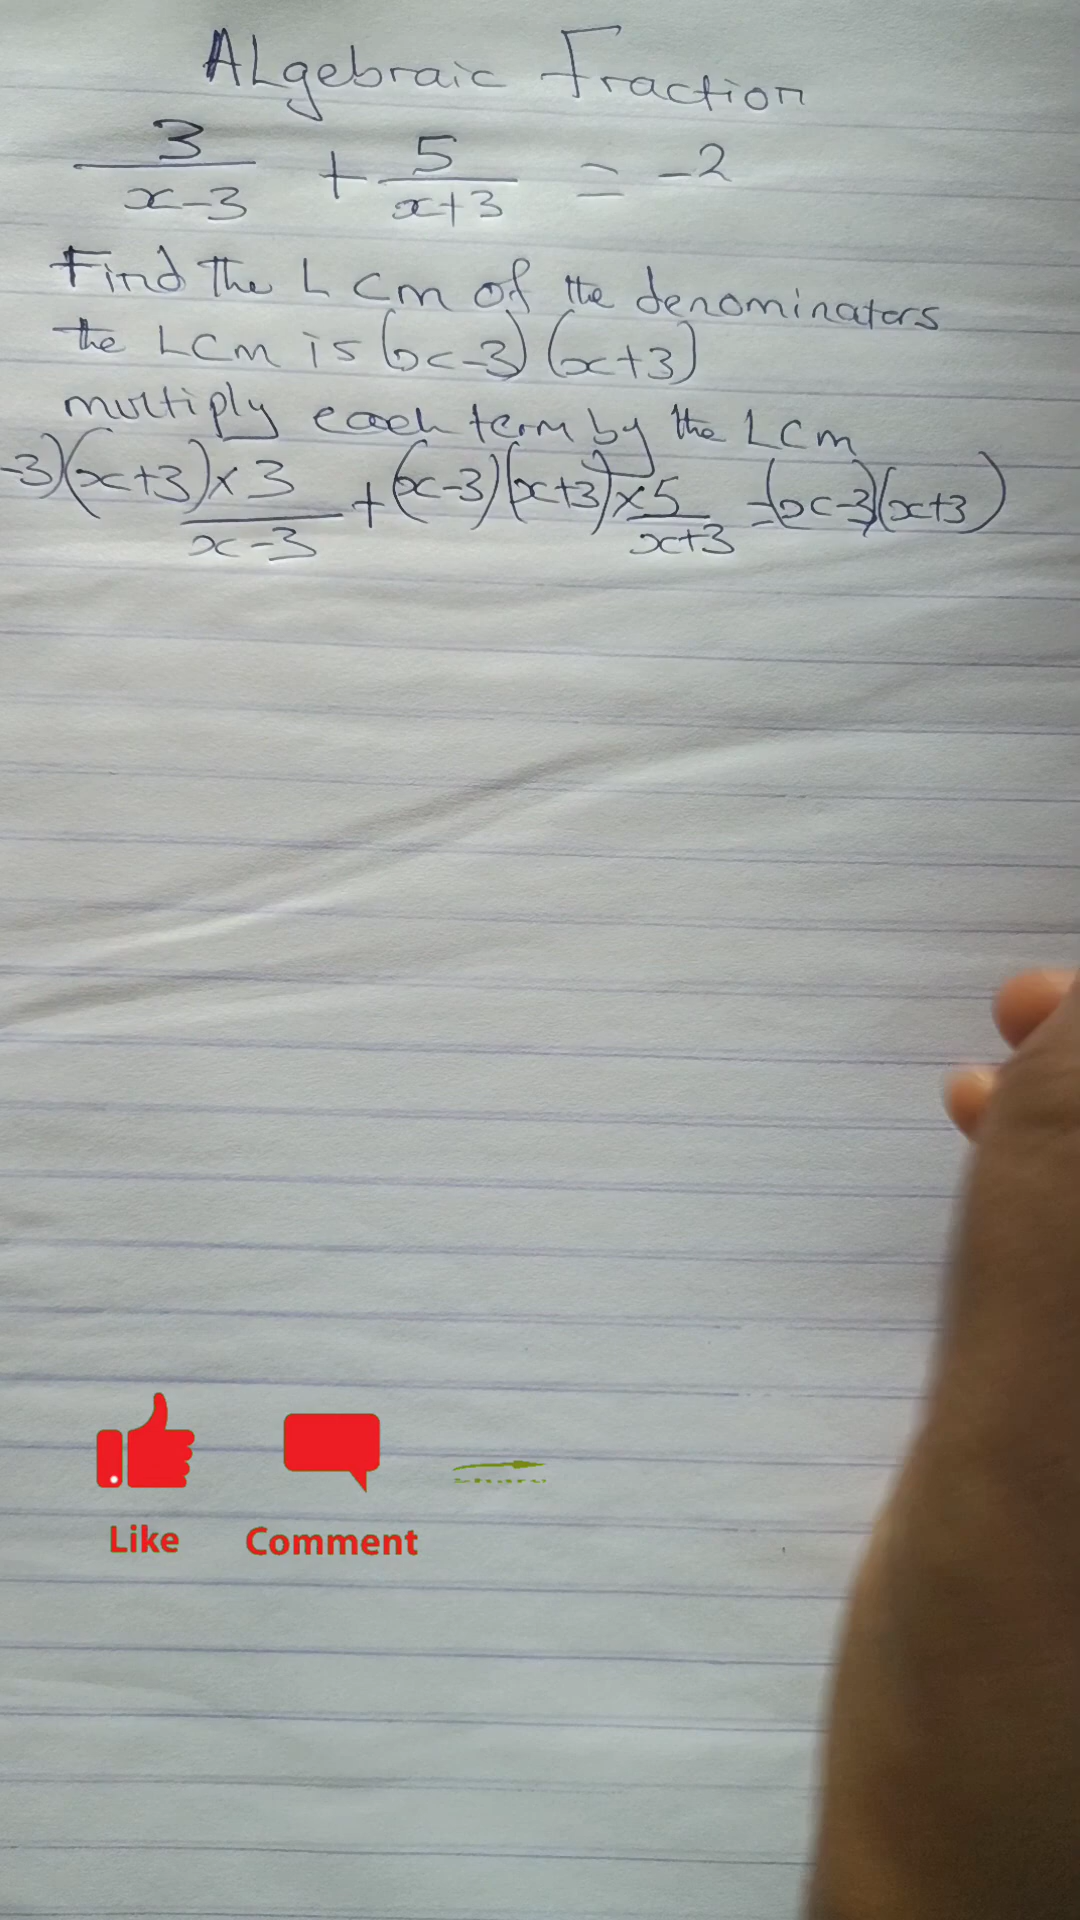 ALgebraic Fraction
3/(x-3) + 5/(x+3) = -2
Find the LCM of the denominators
the LCM is (x-3)(x+3)
multiply each term by the LCM
-3)(x+3) × 3/(x-3) + (x-3)(x+3) × 5/(x+3) = (x-3)(x+3)
Like Comment